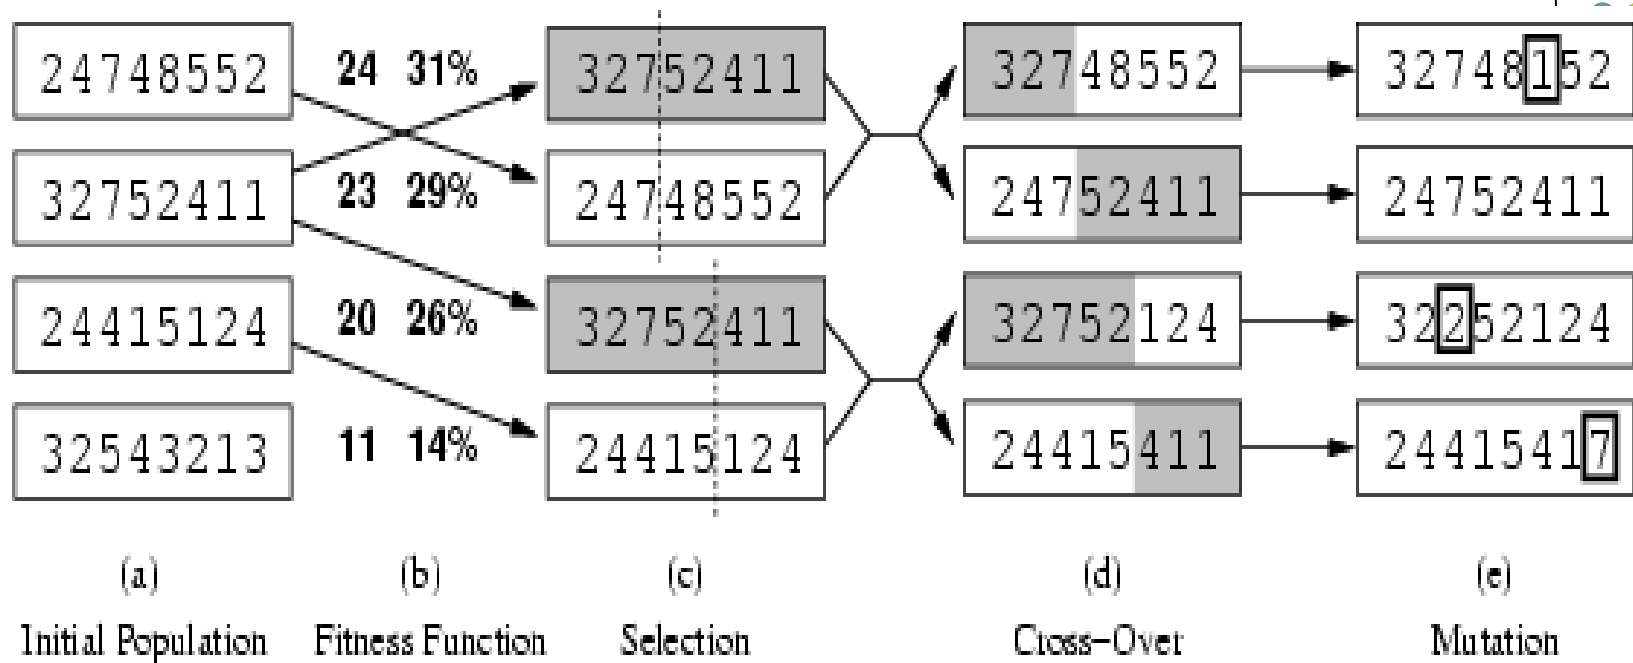 24748552 24 31% 32752411 32748552 32748152
32752411 23 29% 24748552 24752411 24752411
24415124 20 26% 32752411 32752124 32252124
32543213 11 14% 24415124 24415411 24415417
(a) (b) (c) (d) (e)
Initial Population Fitness Function Selection Cross–Over Mutation